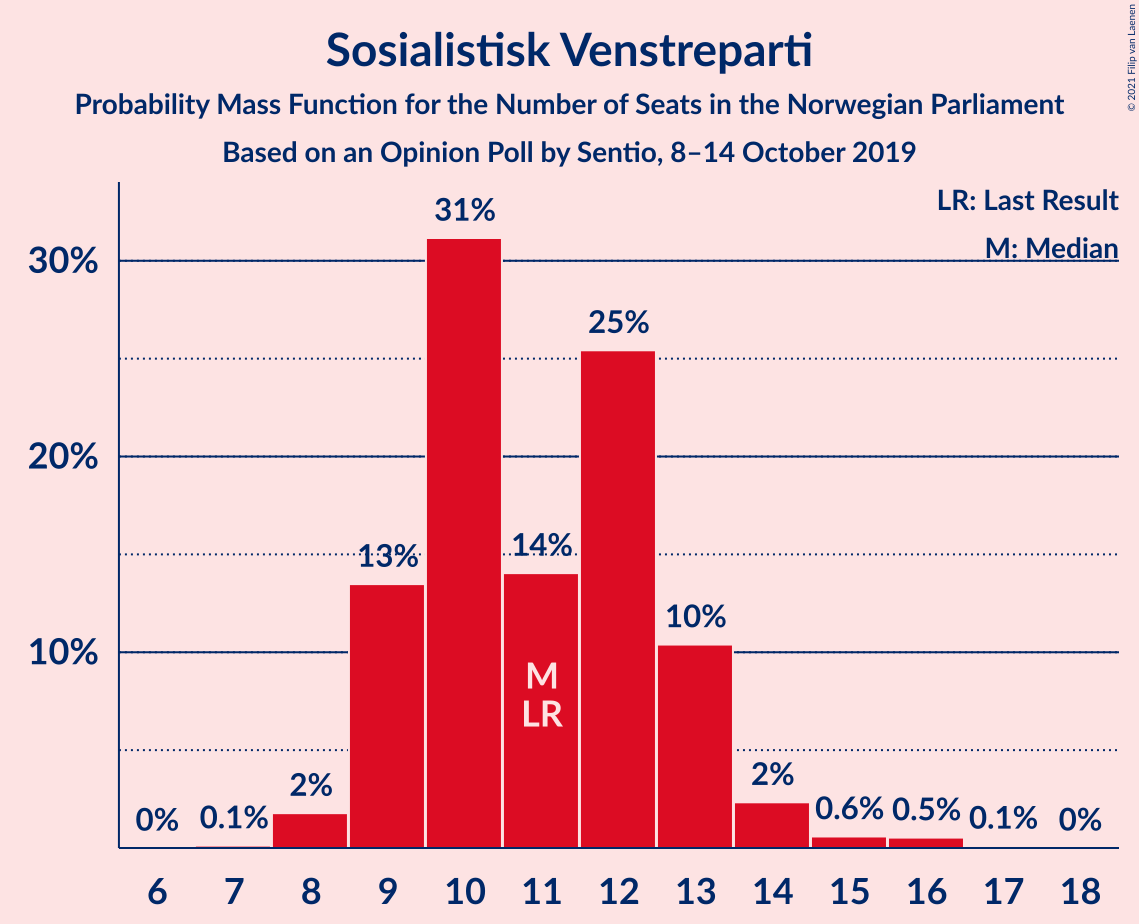 Sosialistisk Venstreparti
Probability Mass Function for the Number of Seats in the Norwegian Parliament
Based on an Opinion Poll by Sentio, 8–14 October 2019
© 2021 Filip van Laenen
LR: Last Result
M: Median
30%
20%
10%
0%
0.1%
2%
13%
31%
14%
25%
10%
2%
0.6%
0.5%
0.1%
0%
M
LR
6 7 8 9 10 11 12 13 14 15 16 17 18